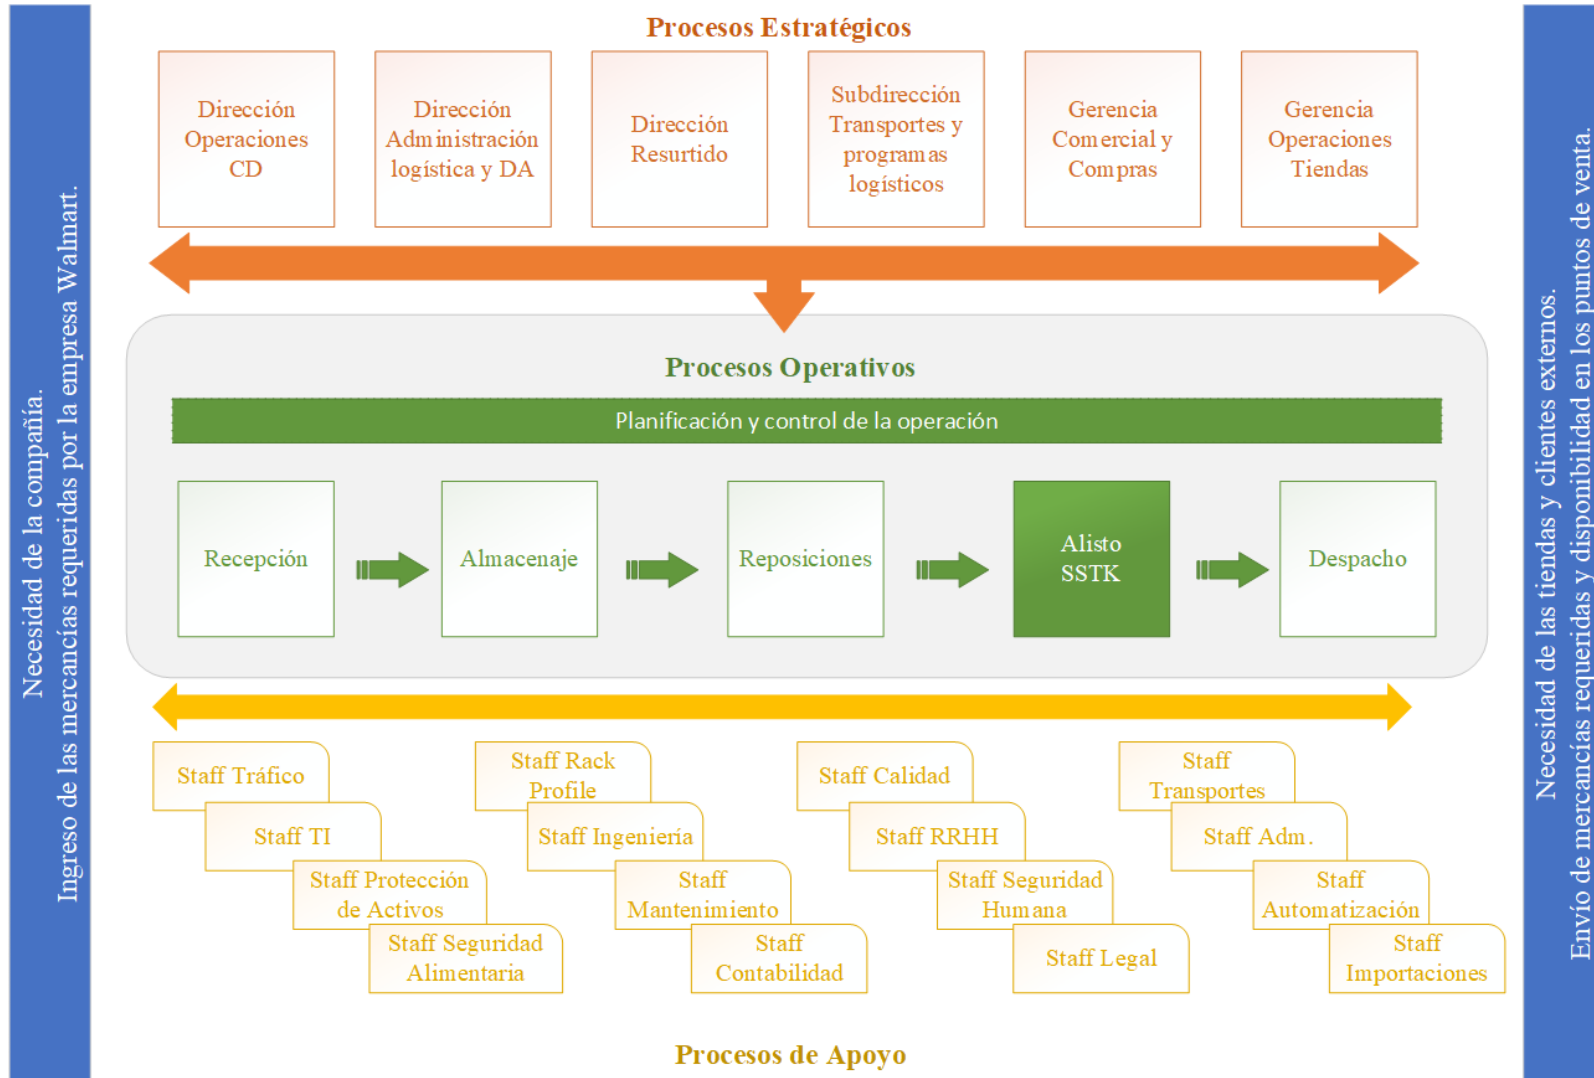 Necesidad de la compañía.
Ingreso de las mercancías requeridas por la empresa Walmart.
Procesos Estratégicos
Dirección
Operaciones
CD
Dirección
Administración
logística y DA
Dirección
Resurtido
Subdirección
Transportes y
programas
logísticos
Gerencia
Comercial y
Compras
Gerencia
Operaciones
Tiendas
Procesos Operativos
Planificación y control de la operación
Recepción
Almacenaje
Reposiciones
Alisto
SSTK
Despacho
Staff Tráfico
Staff TI
Staff Protección
de Activos
Staff Seguridad
Alimentaria
Staff Rack
Profile
Staff Ingeniería
Staff
Mantenimiento
Staff
Contabilidad
Staff Calidad
Staff RRHH
Staff Seguridad
Humana
Staff Legal
Staff
Transportes
Staff Adm.
Staff
Automatización
Staff
Importaciones
Procesos de Apoyo
Necesidad de las tiendas y clientes externos.
Envío de mercancías requeridas y disponibilidad en los puntos de venta.